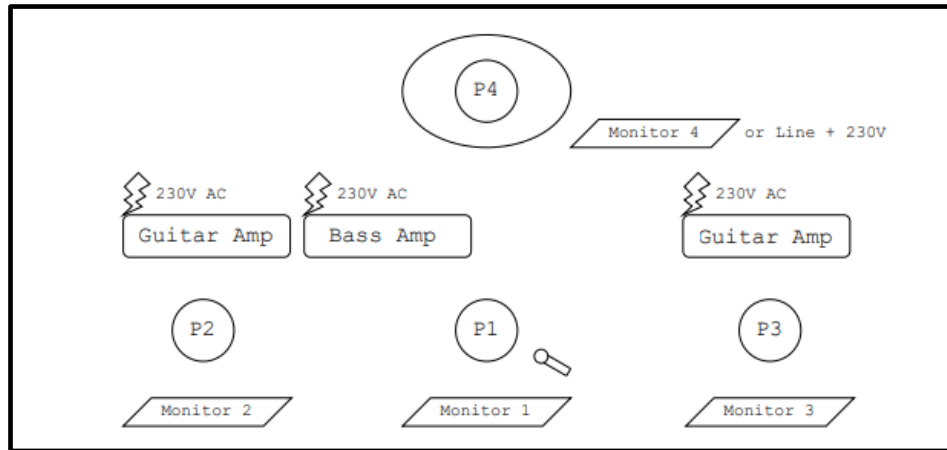 P4
Monitor 4 or Line + 230V
230V AC 230V AC 230V AC
Guitar Amp Bass Amp Guitar Amp
P2 P1 P3
Monitor 2 Monitor 1 Monitor 3